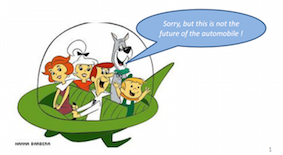 Sorry, but this is not the
future of the automobile !
HANNA BARBERA
1